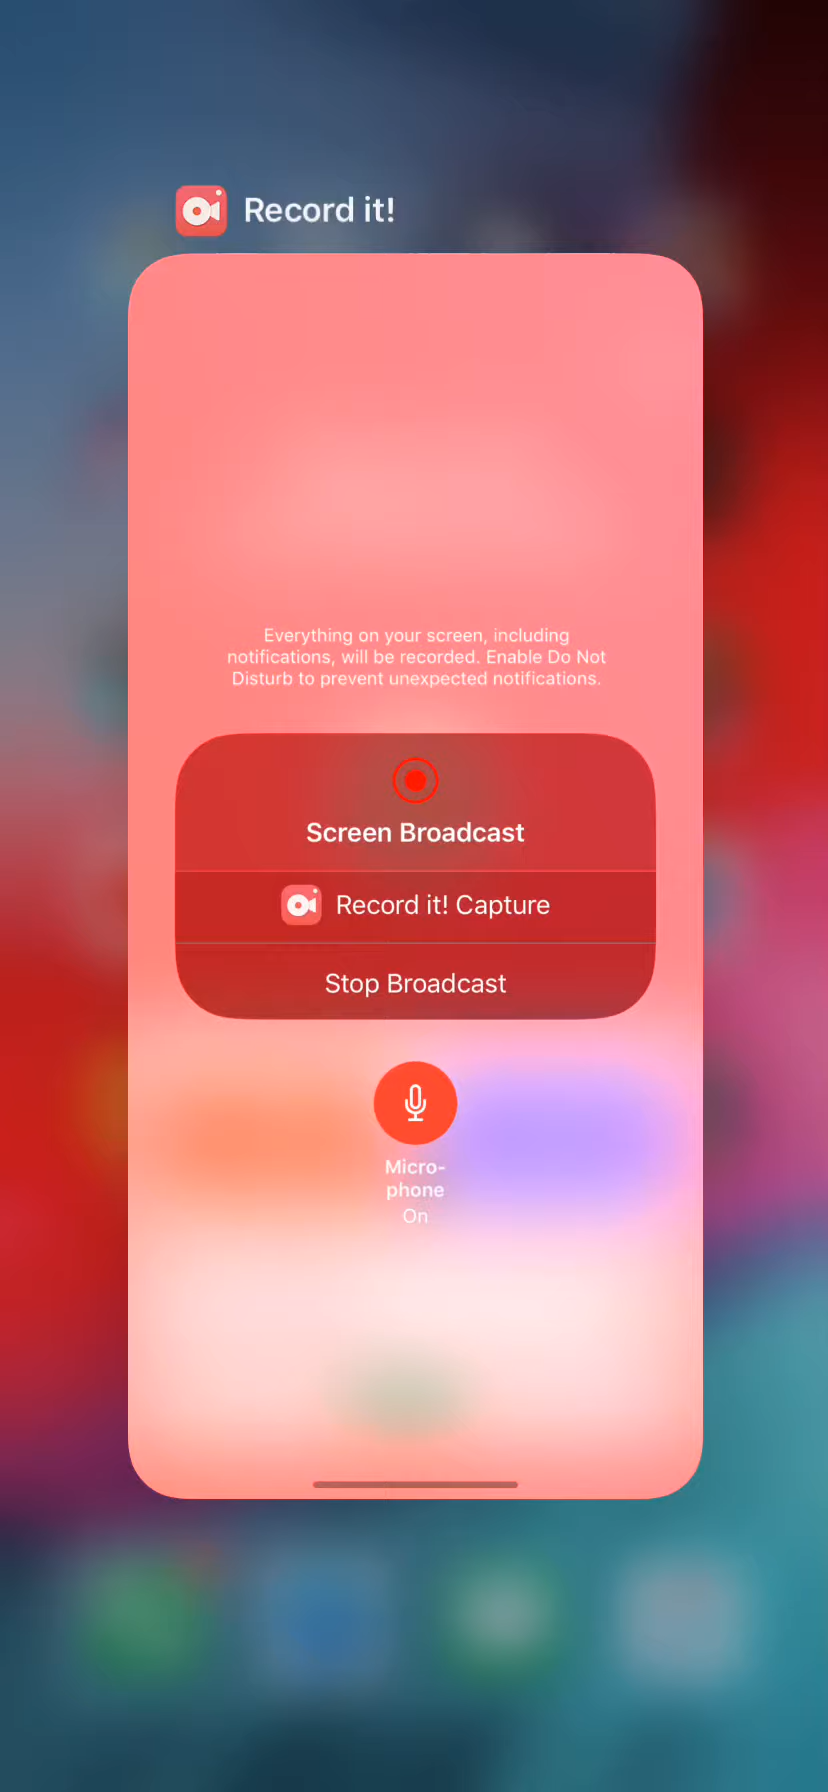 Record it!
Everything on your screen, including
notifications, will be recorded. Enable Do Not
Disturb to prevent unexpected notifications.
Screen Broadcast
Record it! Capture
Stop Broadcast
Micro-
phone
On